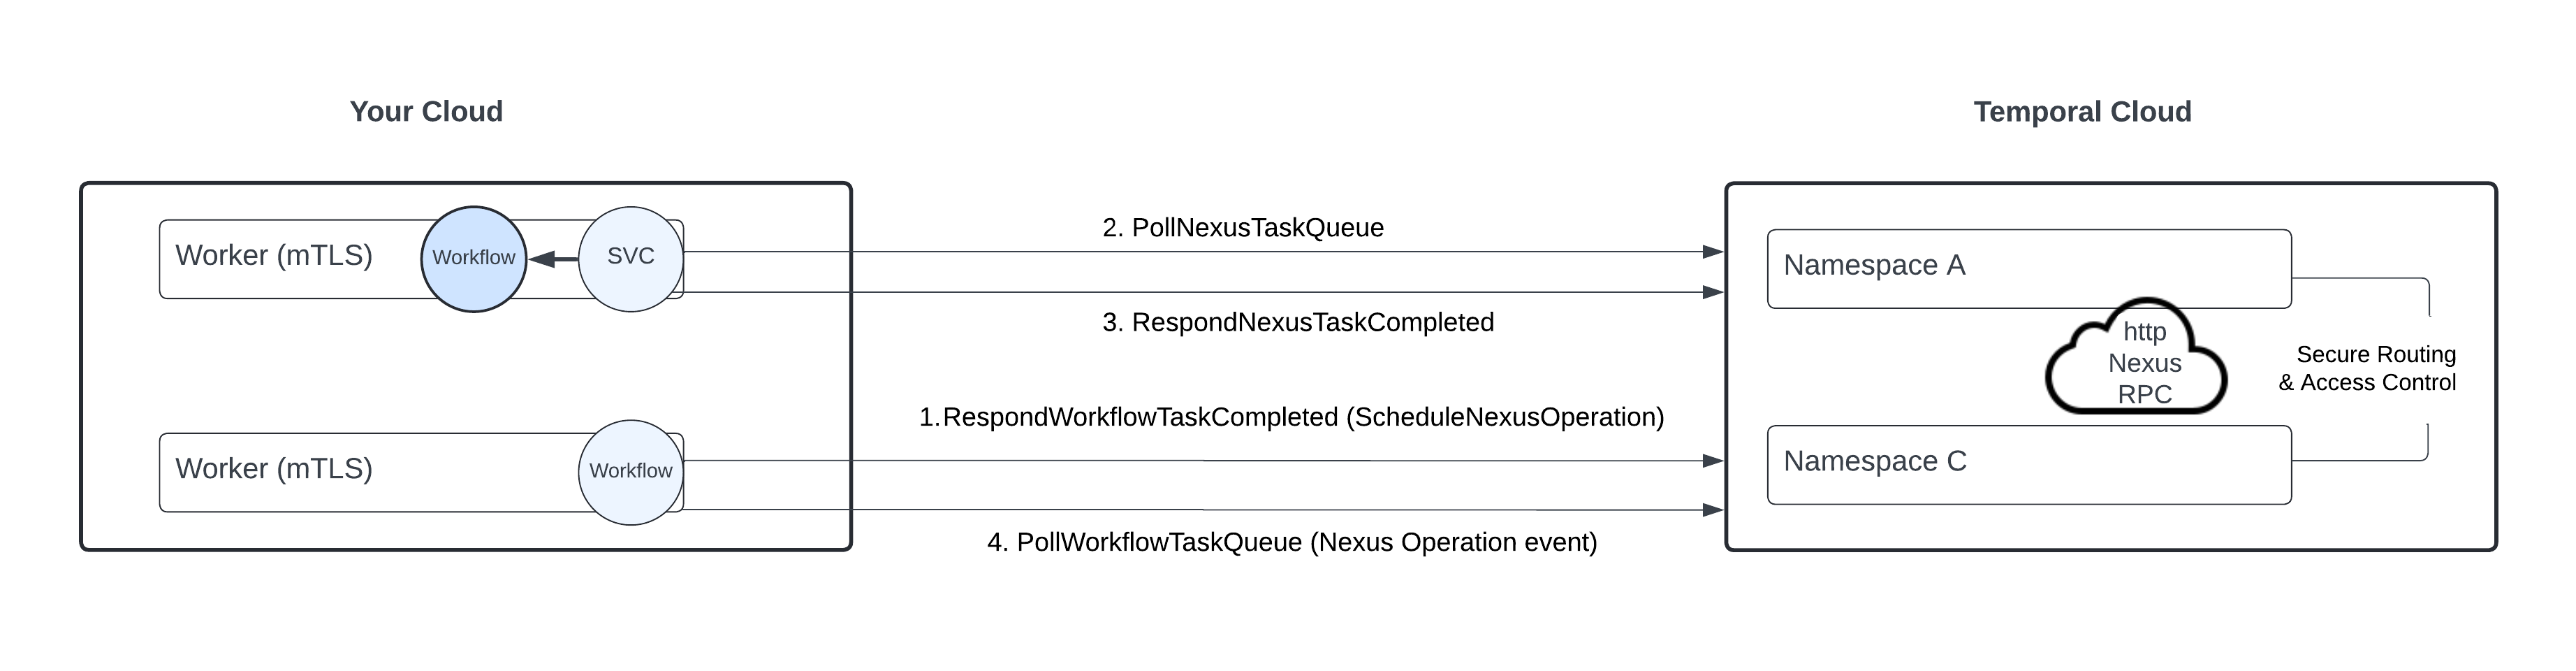 Your Cloud
Temporal Cloud
Worker (mTLS)
Workflow
SVC
2. PollNexusTaskQueue
3. RespondNexusTaskCompleted
Namespace A
http
Nexus
RPC
Secure Routing
& Access Control
1.RespondWorkflowTaskCompleted (ScheduleNexusOperation)
Worker (mTLS)
Workflow
Namespace C
4. PollWorkflowTaskQueue (Nexus Operation event)